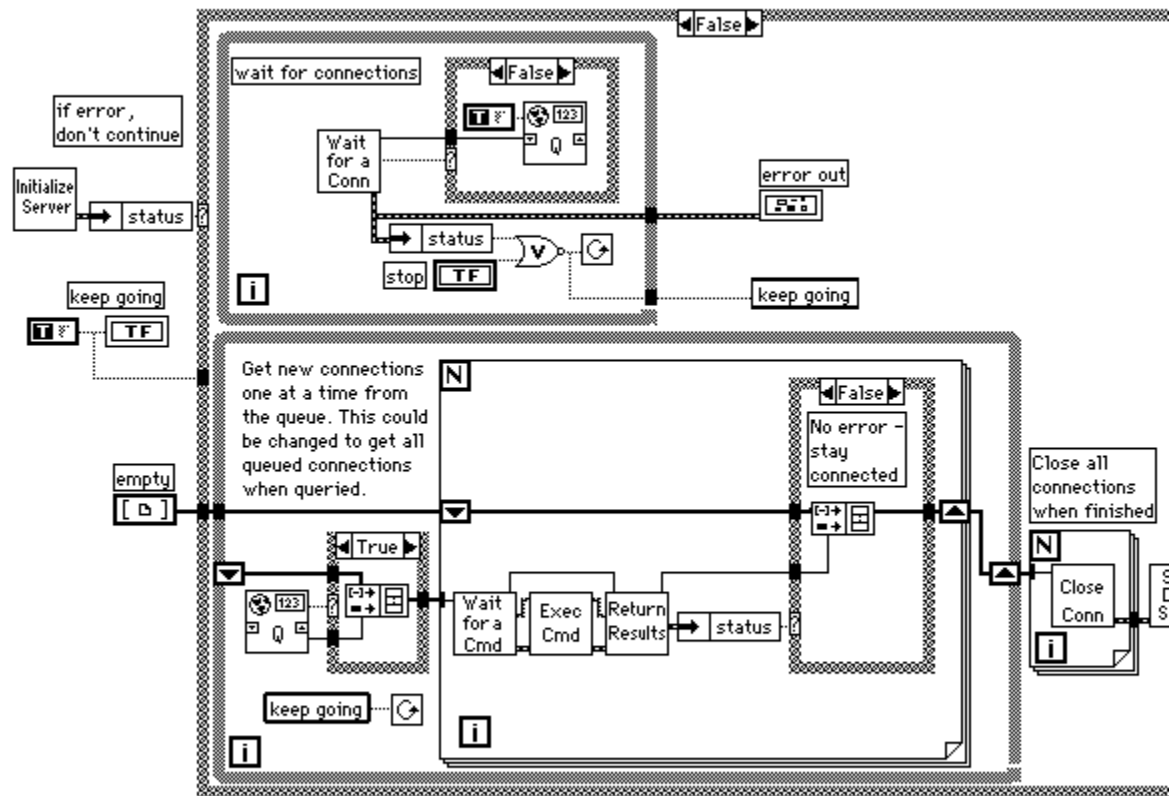 False
wait for connections
False
if error,
don't continue
T F
123
Q
Wait
for a
Conn
?
Initialize
Server
status
?
error out
status
V
stop
TF
i
keep going
keep going
T F
TF
Get new connections
one at a time from
the queue. This could
be changed to get all
queued connections
when queried.
N
False
No error -
stay
connected
empty
Close all
connections
when finished
True
N
123
Q
?
Wait
for a
Cmd
Exec
Cmd
Return
Results
status
?
Close
Conn
i
keep going
i
i